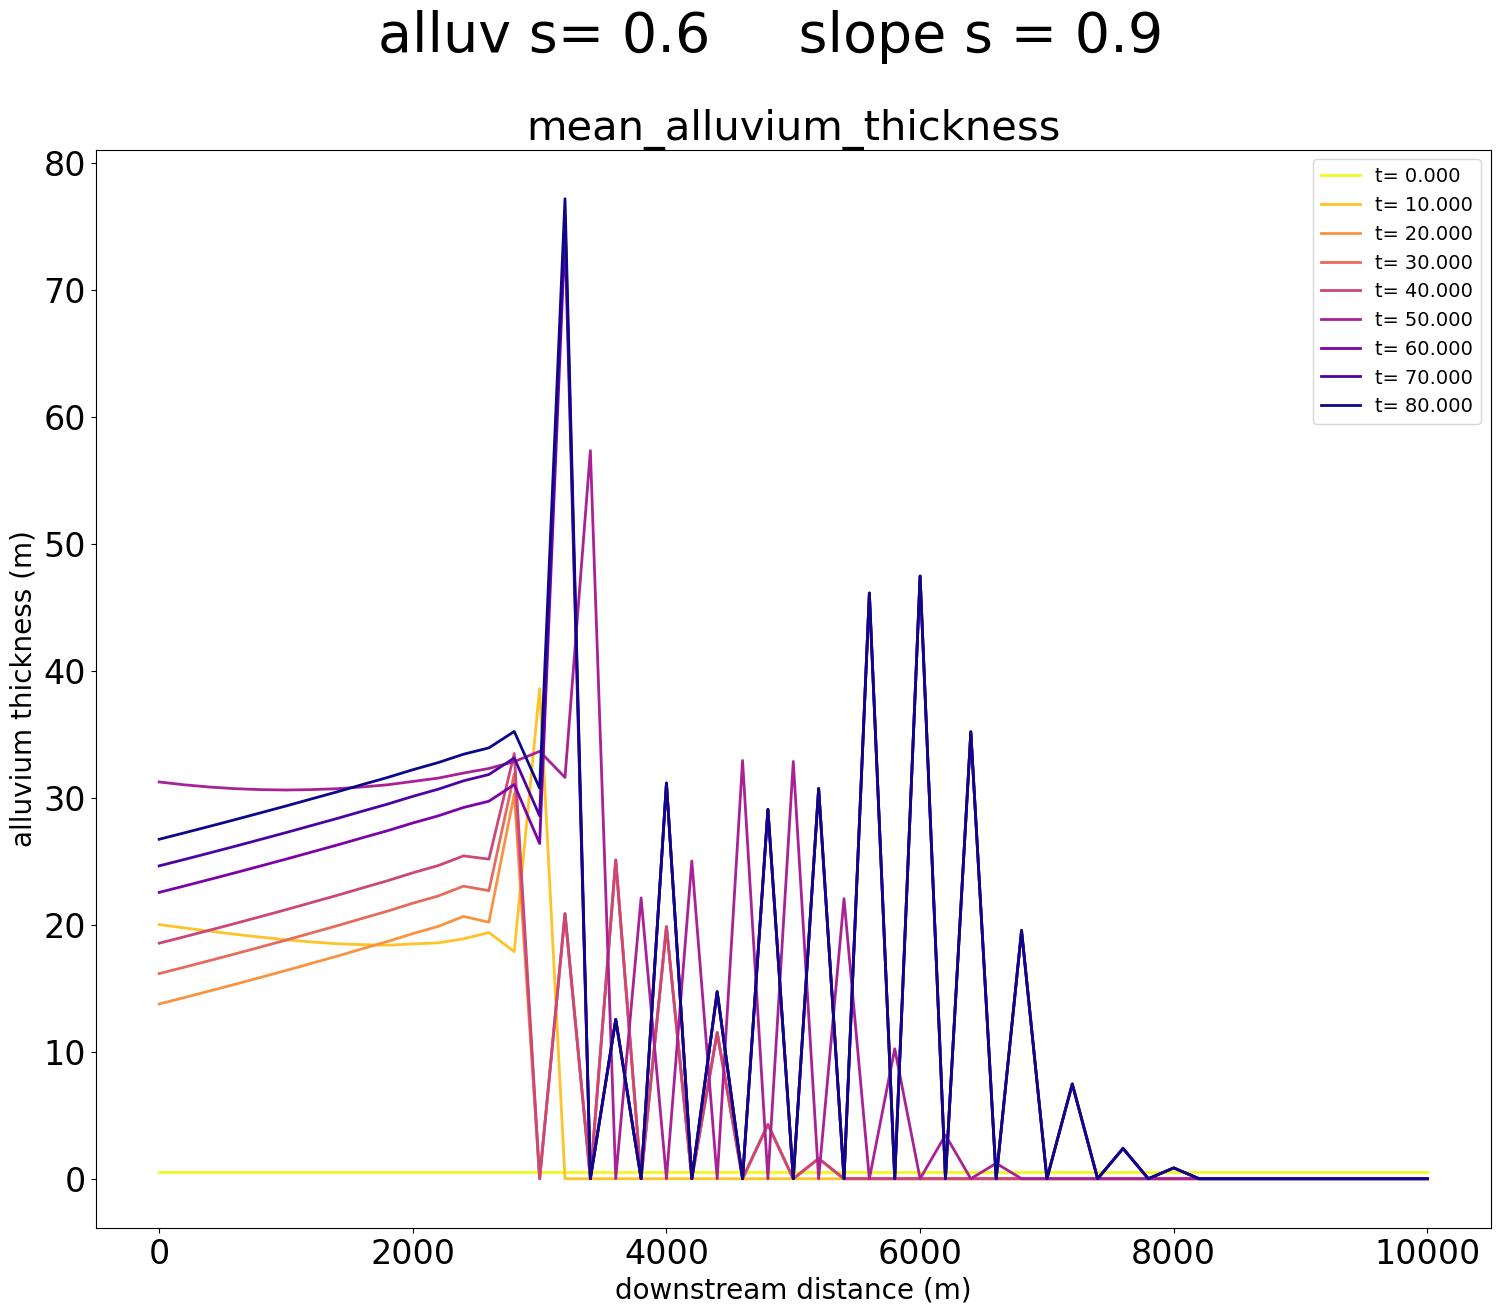 alluv s= 0.6 slope s = 0.9
mean_alluvium_thickness
80
70
60
50
40
30
20
10
0
alluvium thickness (m)
t= 0.000
t= 10.000
t= 20.000
t= 30.000
t= 40.000
t= 50.000
t= 60.000
t= 70.000
t= 80.000
0 2000 4000 6000 8000 10000
downstream distance (m)